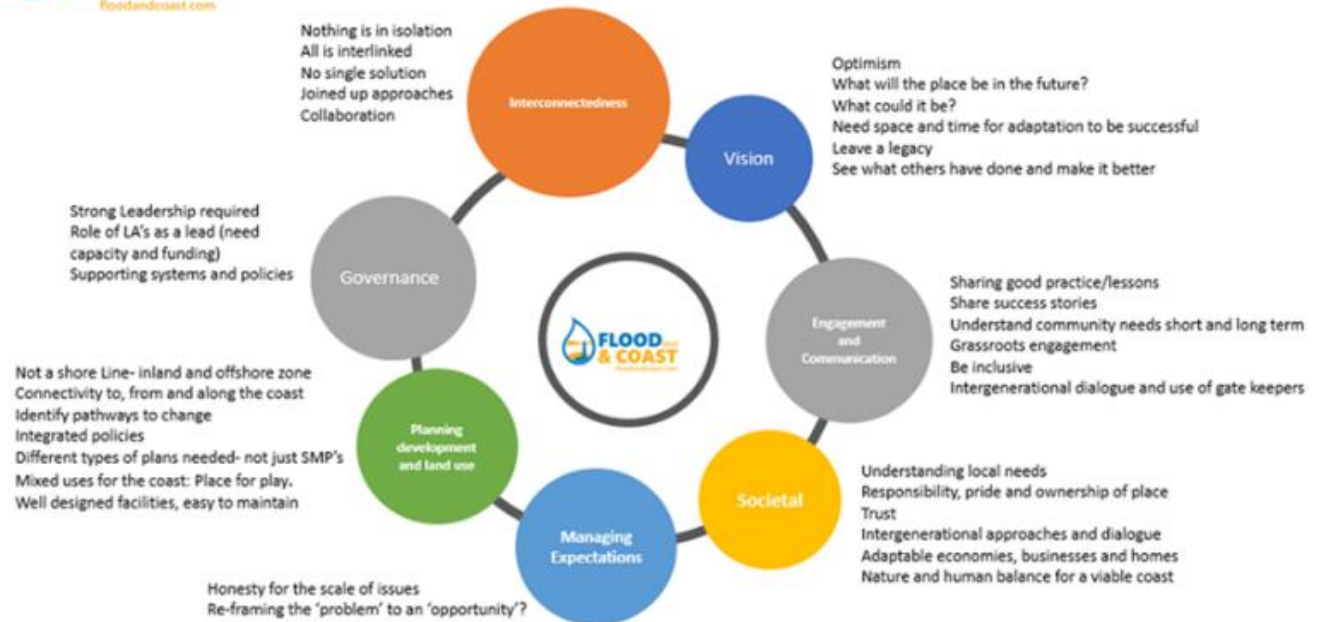 floodandcoast.com
Nothing is in isolation
All is interlinked
No single solution
Joined up approaches
Collaboration
Interconnectedness
Optimism
What will the place be in the future?
What could it be?
Need space and time for adaptation to be successful
Leave a legacy
See what others have done and make it better
Vision
Strong Leadership required
Role of LA's as a lead (need
capacity and funding)
Supporting systems and policies
Governance
Sharing good practice/lessons
Share success stories
Understand community needs short and long term
Grassroots engagement
Be inclusive
Intergenerational dialogue and use of gate keepers
Engagement
and
Communication
FLOOD
& COAST
floodandcoast.com
Not a shore Line- inland and offshore zone
Connectivity to, from and along the coast
Identify pathways to change
Integrated policies
Different types of plans needed- not just SMP's
Mixed uses for the coast: Place for play.
Well designed facilities, easy to maintain
Planning
development
and land use
Understanding local needs
Responsibility, pride and ownership of place
Trust
Intergenerational approaches and dialogue
Adaptable economies, businesses and homes
Nature and human balance for a viable coast
Societal
Managing
Expectations
Honesty for the scale of issues
Re-framing the 'problem' to an 'opportunity'?